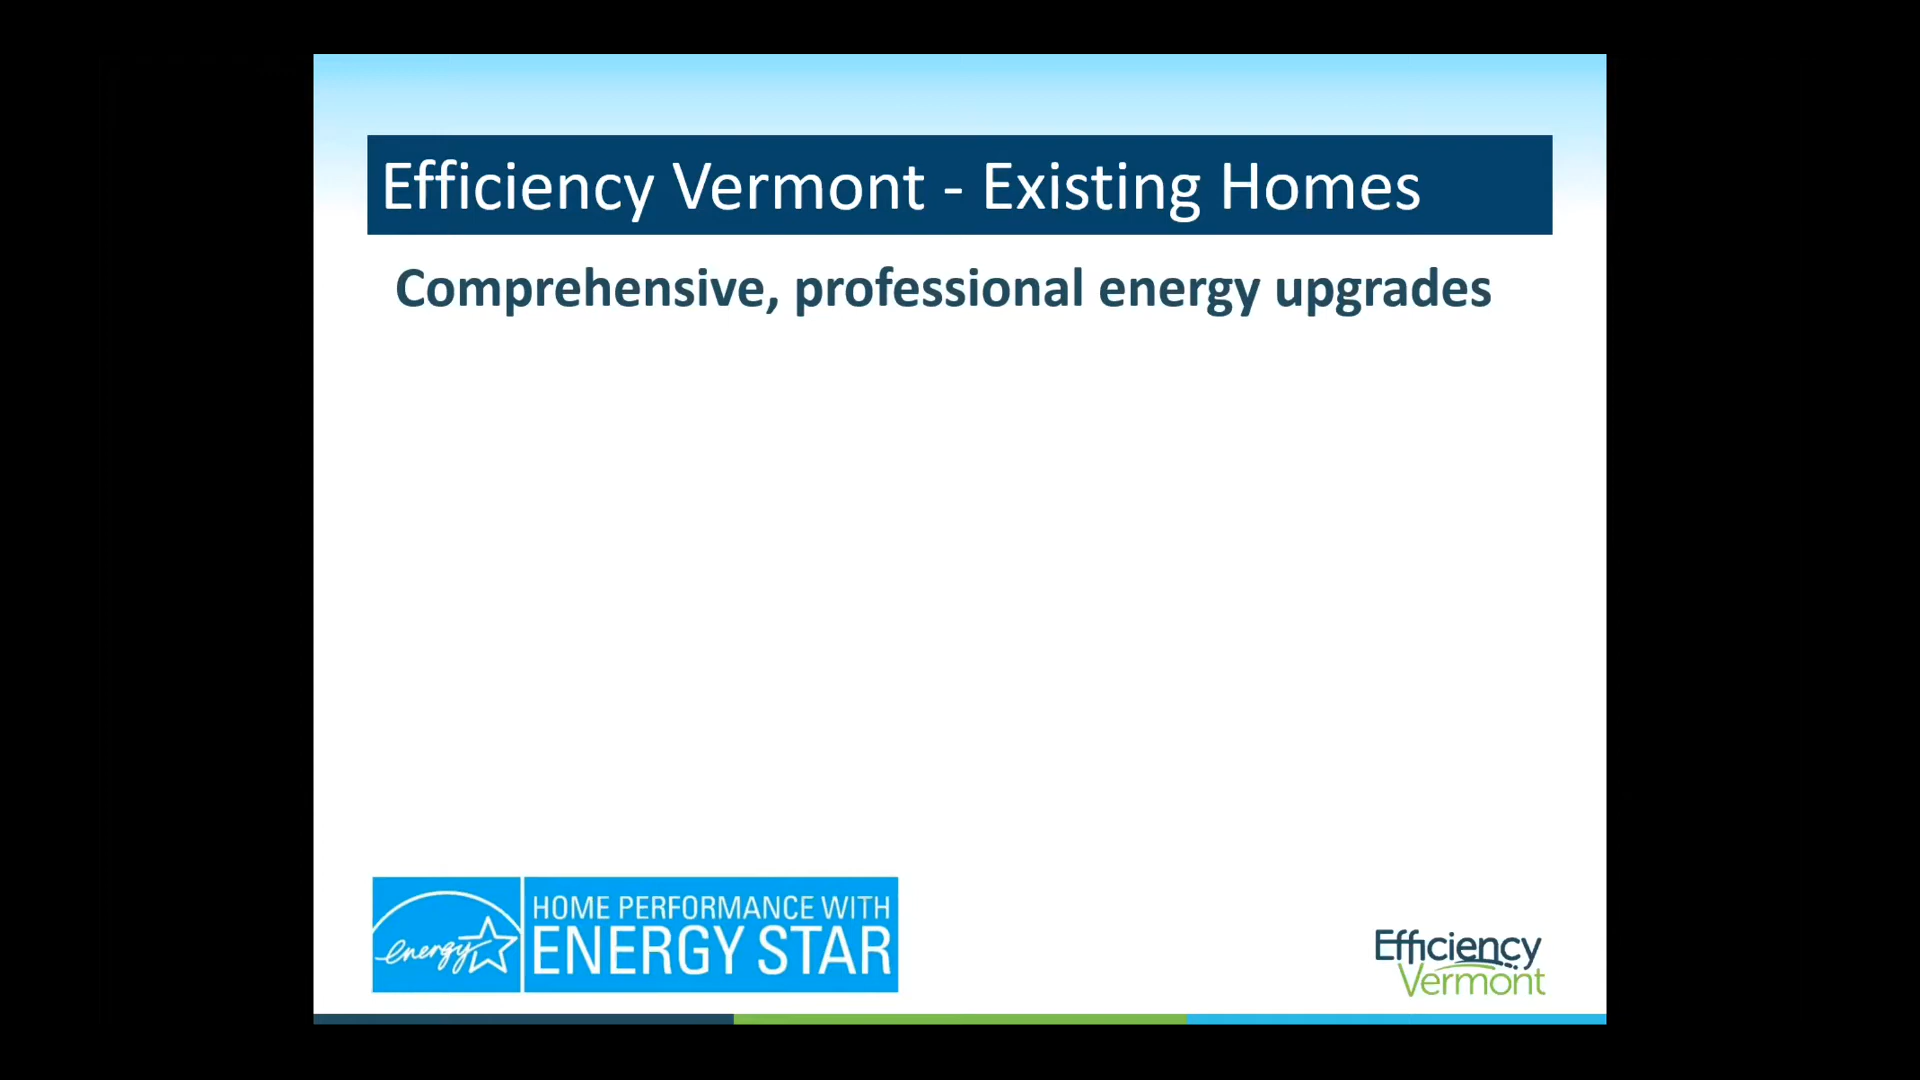 Efficiency Vermont - Existing Homes
Comprehensive, professional energy upgrades
energy
HOME PERFORMANCE WITH
ENERGY STAR
Efficiency
Vermont